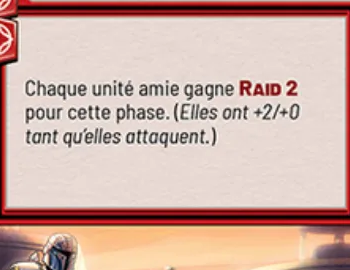 Chaque unité amie gagne RAID 2
pour cette phase. (Elles ont +2/+0
tant qu'elles attaquent.)